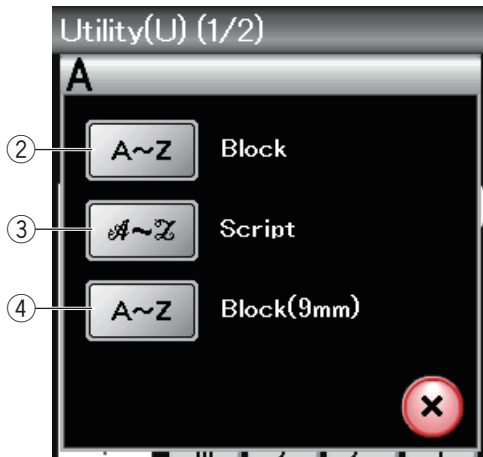 Utility(U) (1/2)
A
② A~Z Block
③ A~Z Script
④ A~Z Block(9mm)